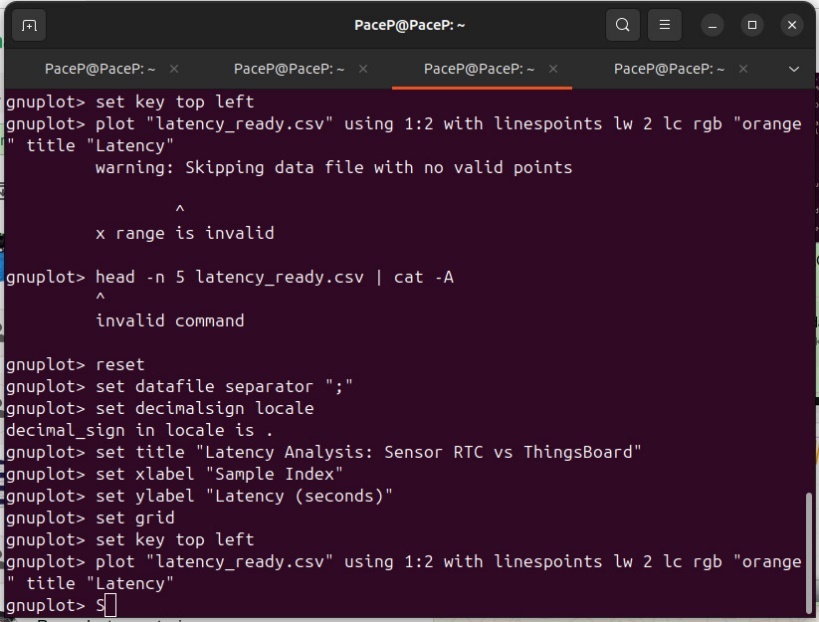 PaceP@PaceP: ~
PaceP@PaceP: ~ × PaceP@PaceP: ~ × PaceP@PaceP: ~ × PaceP@PaceP: ~ ×
gnuplot> set key top left
gnuplot> plot "latency_ready.csv" using 1:2 with linespoints lw 2 lc rgb "orange
" title "Latency"
warning: Skipping data file with no valid points
^
x range is invalid
gnuplot> head -n 5 latency_ready.csv | cat -A
^
invalid command
gnuplot> reset
gnuplot> set datafile separator ";"
gnuplot> set decimalsign locale
decimal_sign in locale is .
gnuplot> set title "Latency Analysis: Sensor RTC vs ThingsBoard"
gnuplot> set xlabel "Sample Index"
gnuplot> set ylabel "Latency (seconds)"
gnuplot> set grid
gnuplot> set key top left
gnuplot> plot "latency_ready.csv" using 1:2 with linespoints lw 2 lc rgb "orange
" title "Latency"
gnuplot> S